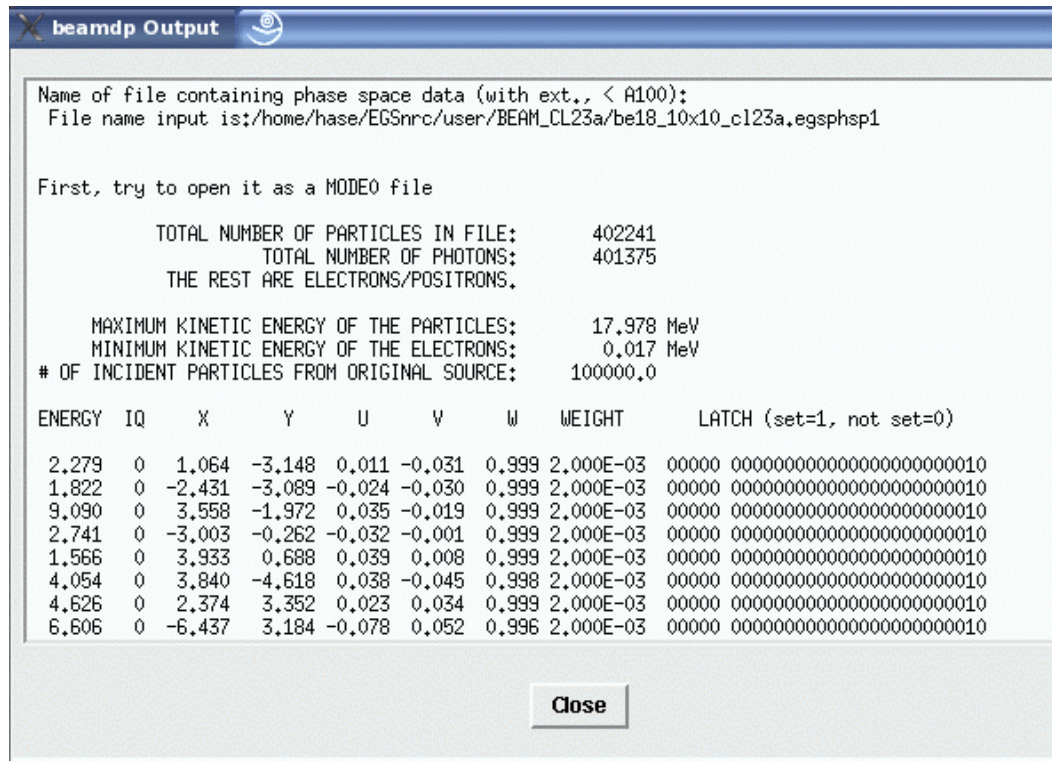 beamdp Output
Name of file containing phase space data (with ext., < A100):
File name input is:/home/hase/EGSnrc/user/BEAM_CL23a/be18_10x10_cl23a.egsphsp1
First, try to open it as a MODE0 file
TOTAL NUMBER OF PARTICLES IN FILE: 402241
TOTAL NUMBER OF PHOTONS: 401375
THE REST ARE ELECTRONS/POSITRONS.
MAXIMUM KINETIC ENERGY OF THE PARTICLES: 17.978 MeV
MINIMUM KINETIC ENERGY OF THE ELECTRONS: 0.017 MeV
# OF INCIDENT PARTICLES FROM ORIGINAL SOURCE: 100000.0
ENERGY IQ X Y U V W WEIGHT LATCH (set=1, not set=0)
2.279 0 1.064 -3.148 0.011 -0.031 0.999 2.000E-03 00000 000000000000000000000010
1.822 0 -2.431 -3.089 -0.024 -0.030 0.999 2.000E-03 00000 000000000000000000000010
9.090 0 3.558 -1.972 0.035 -0.019 0.999 2.000E-03 00000 000000000000000000000010
2.741 0 -3.003 -0.262 -0.032 -0.001 0.999 2.000E-03 00000 000000000000000000000010
1.566 0 3.933 0.688 0.039 0.008 0.999 2.000E-03 00000 000000000000000000000010
4.054 0 3.840 -4.618 0.038 -0.045 0.998 2.000E-03 00000 000000000000000000000010
4.626 0 2.374 3.352 0.023 0.034 0.999 2.000E-03 00000 000000000000000000000010
6.606 0 -6.437 3.184 -0.078 0.052 0.996 2.000E-03 00000 000000000000000000000010
Close